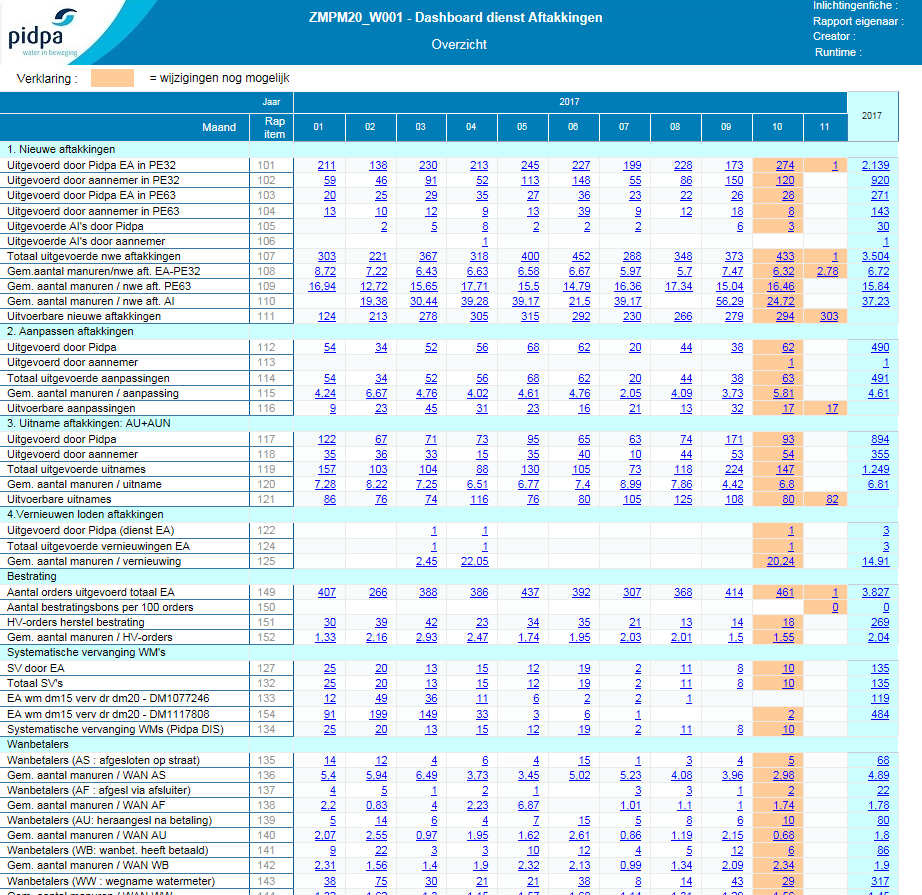 pidpa
water in beweging
ZMPM20_W001 - Dashboard dienst Aftakkingen
Overzicht
Inlichtingenfiche :
Rapport eigenaar :
Creator :
Runtime :
Verklaring : = wijzigingen nog mogelijk
Jaar 2017 2017
Maand Rap item 01 02 03 04 05 06 07 08 09 10 11
1. Nieuwe aftakkingen
Uitgevoerd door Pidpa EA in PE32 101 211 138 230 213 245 227 199 228 173 274 1 2.139
Uitgevoerd door aannemer in PE32 102 59 46 91 52 113 148 55 86 150 120 920
Uitgevoerd door Pidpa EA in PE63 103 20 25 29 35 27 36 23 22 26 28 271
Uitgevoerd door aannemer in PE63 104 13 10 12 9 13 39 9 12 18 8 143
Uitgevoerde AI's door Pidpa 105 2 5 8 2 2 2 6 3 30
Uitgevoerde AI's door aannemer 106 1 1
Totaal uitgevoerde nwe aftakkingen 107 303 221 367 318 400 452 288 348 373 433 1 3.504
Gem.aantal manuren/nwe aft. EA-PE32 108 8.72 7.22 6.43 6.63 6.58 6.67 5.97 5.7 7.47 6.32 2.78 6.72
Gem. aantal manuren / nwe aft. PE63 109 16.94 12.72 15.65 17.71 15.5 14.79 16.36 17.34 15.04 16.46 15.84
Gem. aantal manuren / nwe aft. AI 110 19.38 30.44 39.28 39.17 21.5 39.17 56.29 24.72 37.23
Uitvoerbare nieuwe aftakkingen 111 124 213 278 305 315 292 230 266 279 294 303
2. Aanpassen aftakkingen
Uitgevoerd door Pidpa 112 54 34 52 56 68 62 20 44 38 62 490
Uitgevoerd door aannemer 113 1 1
Totaal uitgevoerde aanpassingen 114 54 34 52 56 68 62 20 44 38 63 491
Gem. aantal manuren / aanpassing 115 4.24 6.67 4.76 4.02 4.61 4.76 2.05 4.09 3.73 5.81 4.61
Uitvoerbare aanpassingen 116 9 23 45 31 23 16 21 13 32 17 17
3. Uitname aftakkingen: AU+AUN
Uitgevoerd door Pidpa 117 122 67 71 73 95 65 63 74 171 93 894
Uitgevoerd door aannemer 118 35 36 33 15 35 40 10 44 53 54 355
Totaal uitgevoerde uitnames 119 157 103 104 88 130 105 73 118 224 147 1.249
Gem. aantal manuren / uitname 120 7.28 8.22 7.25 6.51 6.77 7.4 8.99 7.86 4.42 6.8 6.81
Uitvoerbare uitnames 121 86 76 74 116 76 80 105 125 108 80 82
4.Vernieuwen loden aftakkingen
Uitgevoerd door Pidpa (dienst EA) 122 1 1 1 3
Totaal uitgevoerde vernieuwingen EA 124 1 1 1 3
Gem. aantal manuren / vernieuwing 125 2.45 22.05 20.24 14.91
Bestrating
Aantal orders uitgevoerd totaal EA 149 407 266 388 386 437 392 307 368 414 461 1 3.827
Aantal bestratingsbons per 100 orders 150 0 0
HV-orders herstel bestrating 151 30 39 42 23 34 35 21 13 14 18 269
Gem. aantal manuren / HV-orders 152 1.33 2.16 2.93 2.47 1.74 1.95 2.03 2.01 1.5 1.55 2.04
Systematische vervanging WM's
SV door EA 127 25 20 13 15 12 19 2 11 8 10 135
Totaal SV's 132 25 20 13 15 12 19 2 11 8 10 135
EA wm dm15 verv dr dm20 - DM1077246 133 12 49 36 11 6 2 2 1 119
EA wm dm15 verv dr dm20 - DM1117808 154 91 199 149 33 3 6 1 2 484
Systematische vervanging WMs (Pidpa DIS) 134 25 20 13 15 12 19 2 11 8 10
Wanbetalers
Wanbetalers (AS : afgesloten op straat) 135 14 12 4 6 4 15 1 3 4 5 68
Gem. aantal manuren / WAN AS 136 5.4 5.94 6.49 3.73 3.45 5.02 5.23 4.08 3.96 2.98 4.89
Wanbetalers (AF : afgesl via afsluiter) 137 4 5 1 2 1 3 3 1 2 22
Gem. aantal manuren / WAN AF 138 2.2 0.83 4 2.23 6.87 1.01 1.1 1 1.74 1.78
Wanbetalers (AU: heraangesl na betaling) 139 5 14 6 4 7 15 5 8 6 10 80
Gem. aantal manuren / WAN AU 140 2.07 2.55 0.97 1.95 1.62 2.61 0.86 1.19 2.15 0.68 1.8
Wanbetalers (WB: wanbet. heeft betaald) 141 9 22 3 3 10 12 4 5 12 6 86
Gem. aantal manuren / WAN WB 142 2.31 1.56 1.4 1.9 2.32 2.13 0.99 1.34 2.09 2.34 1.9
Wanbetalers (WW : wegname watermeter) 143 38 75 30 21 21 38 8 14 43 29 317